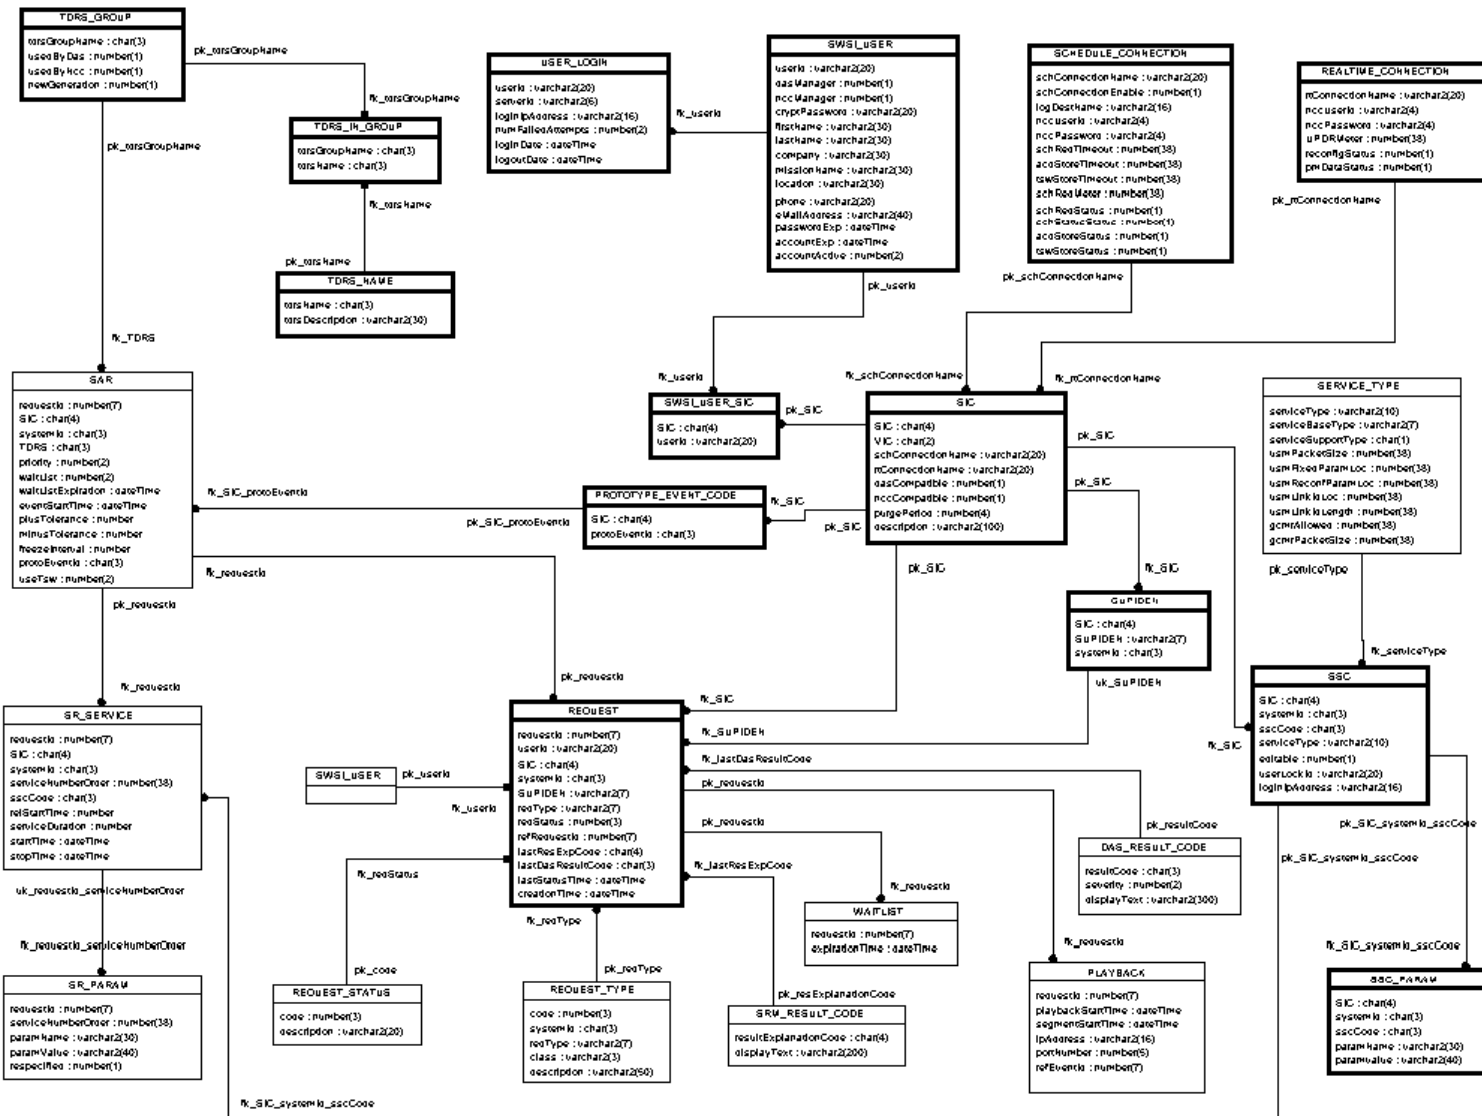 TDRS_GROUP
tdrsGroupName : char(3)
usedByDas : number(1)
usedByNcc : number(1)
newGeneration : number(1)
pk_tdrsGroupName
fk_tdrsGroupName
pk_tdrsGroupName
TDRS_IN_GROUP
tdrsGroupName : char(3)
tdrsName : char(3)
fk_tdrsName
pk_tdrsName
TDRS_NAME
tdrsName : char(3)
tdrsDescription : varchar2(30)
fk_TDRS
USER_LOGIN
userId : varchar2(20)
serverId : varchar2(6)
loginIpAddress : varchar2(16)
numFailedAttempts : number(2)
loginDate : dateTime
logoutDate : dateTime
fk_userId
SWSI_USER
userId : varchar2(20)
dasManager : number(1)
nccManager : number(1)
cryptPassword : varchar2(20)
firstName : varchar2(30)
lastName : varchar2(30)
company : varchar2(30)
missionName : varchar2(30)
location : varchar2(30)
phone : varchar2(20)
eMailAddress : varchar2(40)
passwordExp : dateTime
accountExp : dateTime
accountActive : number(2)
pk_userId
SCHEDULE_CONNECTION
schConnectionName : varchar2(20)
schConnectionEnable : number(1)
logDestName : varchar2(16)
nccUserId : varchar2(4)
nccPassword : varchar2(4)
schReqTimeout : number(38)
acqStoreTimeout : number(38)
tswStoreTimeout : number(38)
schReqMeter : number(38)
schReqStatus : number(1)
schStatusStatus : number(1)
acqStoreStatus : number(1)
tswStoreStatus : number(1)
pk_schConnectionName
REALTIME_CONNECTION
rtConnectionName : varchar2(20)
nccUserId : varchar2(4)
nccPassword : varchar2(4)
uPDRMeter : number(38)
reconfigStatus : number(1)
pmDataStatus : number(1)
pk_rtConnectionName
SAR
requestId : number(7)
SIC : char(4)
systemId : char(3)
TDRS : char(3)
priority : number(2)
waitList : number(2)
waitListExpiration : dateTime
eventStartTime : dateTime
plusTolerance : number
minusTolerance : number
freezeInterval : number
protoEventId : char(3)
useTsw : number(2)
fk_SIC_protoEventId
pk_SIC_protoEventId
fk_requestId
pk_requestId
fk_requestId
fk_userId
SWSI_USER_SIC
SIC : char(4)
userId : varchar2(20)
pk_SIC
fk_schConnectionName
fk_rtConnectionName
SIC
SIC : char(4)
VIC : char(2)
schConnectionName : varchar2(20)
rtConnectionName : varchar2(20)
dasCompatible : number(1)
nccCompatible : number(1)
purgePeriod : number(4)
description : varchar2(100)
pk_SIC
pk_SIC
PROTOTYPE_EVENT_CODE
SIC : char(4)
protoEventId : char(3)
fk_SIC
pk_SIC
pk_SIC
SERVICE_TYPE
serviceType : varchar2(10)
serviceBaseType : varchar2(7)
serviceSupportType : char(1)
usmPacketSize : number(38)
usmFixedParamLoc : number(38)
usmReconfParamLoc : number(38)
usmLinkIdLoc : number(38)
usmLinkIdLength : number(38)
gcmrAllowed : number(38)
gcmrPacketSize : number(38)
pk_serviceType
fk_serviceType
fk_SIC
SUPIDEN
SIC : char(4)
SUPIDEN : varchar2(7)
systemId : char(3)
uk_SUPIDEN
SSC
SIC : char(4)
systemId : char(3)
sscCode : char(3)
serviceType : varchar2(10)
editable : number(1)
userLockId : varchar2(20)
loginIpAddress : varchar2(16)
fk_SIC
pk_SIC_systemId_sscCode
pk_SIC_systemId_sscCode
fk_SIC_systemId_sscCode
SR_SERVICE
requestId : number(7)
SIC : char(4)
systemId : char(3)
serviceNumberOrder : number(38)
sscCode : char(3)
relStartTime : number
serviceDuration : number
startTime : dateTime
stopTime : dateTime
uk_requestId_serviceNumberOrder
fk_requestId_serviceNumberOrder
SR_PARAM
requestId : number(7)
serviceNumberOrder : number(38)
paramName : varchar2(30)
paramValue : varchar2(40)
respecified : number(1)
fk_SIC_systemId_sscCode
SWSI_USER
pk_userId
fk_userId
pk_requestId
REQUEST
requestId : number(7)
userId : varchar2(20)
SIC : char(4)
systemId : char(3)
SUPIDEN : varchar2(7)
reqType : varchar2(7)
reqStatus : number(3)
refRequestId : number(7)
lastResExpCode : char(4)
lastDasResultCode : char(3)
lastStatusTime : dateTime
creationTime : dateTime
fk_SIC
fk_SUPIDEN
fk_lastDasResultCode
pk_requestId
pk_requestId
fk_lastResExpCode
fk_reqStatus
fk_reqType
pk_code
REQUEST_STATUS
code : number(3)
description : varchar2(20)
pk_reqType
REQUEST_TYPE
code : number(3)
systemId : char(3)
reqType : varchar2(7)
class : varchar2(3)
description : varchar2(50)
pk_resExplanationCode
SRM_RESULT_CODE
resultExplanationCode : char(4)
displayText : varchar2(200)
fk_requestId
WAITLIST
requestId : number(7)
expirationTime : dateTime
pk_resultCode
DAS_RESULT_CODE
resultCode : char(3)
severity : number(2)
displayText : varchar2(300)
fk_requestId
PLAYBACK
requestId : number(7)
playbackStartTime : dateTime
segmentStartTime : dateTime
ipAddress : varchar2(16)
portNumber : number(5)
refEventId : number(7)
SSC_PARAM
SIC : char(4)
systemId : char(3)
sscCode : char(3)
paramName : varchar2(30)
paramValue : varchar2(40)